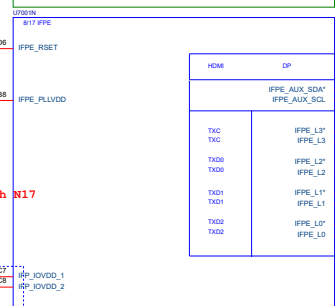 U7001N
8/17 IFPE
IFPE_RSET
HDMI DP
IFPE_AUX_SDA*
IFPE_PLLVDD
IFPE_AUX_SCL
TXC IFPE_L3*
TXC IFPE_L3
TXD0 IFPE_L2*
TXD0 IFPE_L2
TXD1 IFPE_L1*
N17
TXD1 IFPE_L1
TXD2 IFPE_L0*
TXD2 IFPE_L0
IFP_IOVDD_1
IFP_IOVDD_2